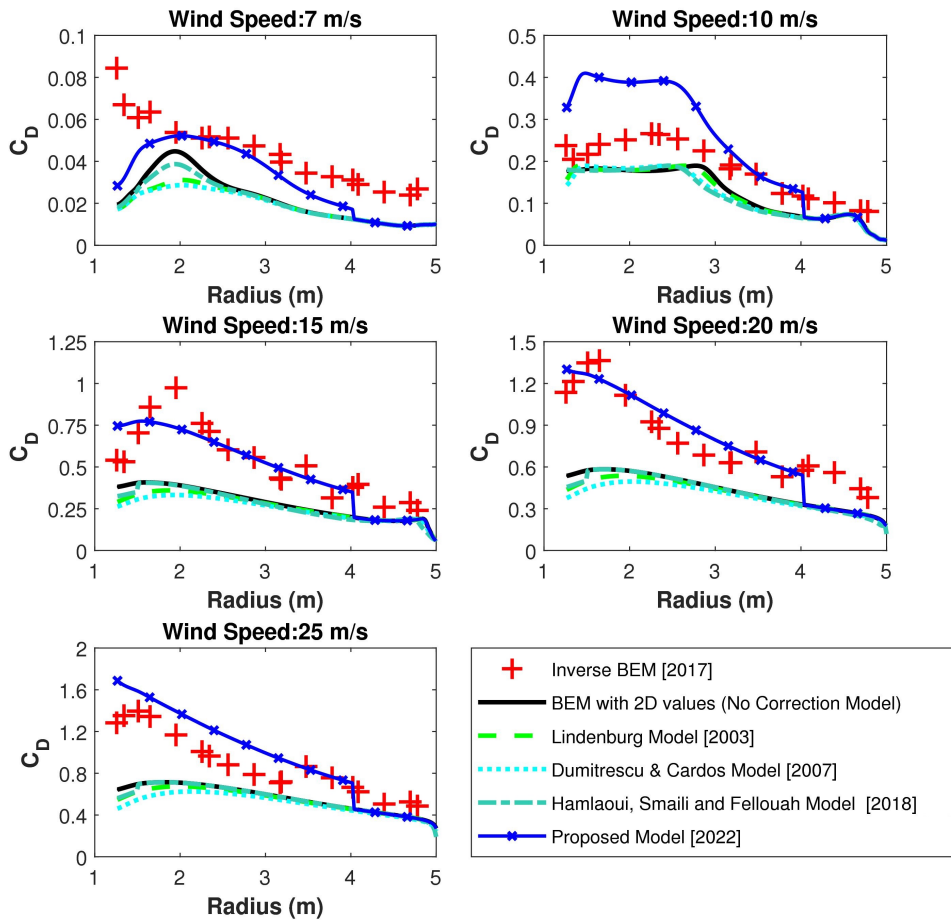 Wind Speed:7 m/s
C_D
0.1
0.08
0.06
0.04
0.02
0
1 2 3 4 5
Radius (m)
Wind Speed:10 m/s
C_D
0.5
0.4
0.3
0.2
0.1
0
1 2 3 4 5
Radius (m)
Wind Speed:15 m/s
C_D
1.25
1
0.75
0.5
0.25
0
1 2 3 4 5
Radius (m)
Wind Speed:20 m/s
C_D
1.5
1.2
0.9
0.6
0.3
0
1 2 3 4 5
Radius (m)
Wind Speed:25 m/s
C_D
2
1.6
1.2
0.8
0.4
0
1 2 3 4 5
Radius (m)
Inverse BEM [2017]
BEM with 2D values (No Correction Model)
Lindenburg Model [2003]
Dumitrescu & Cardos Model [2007]
Hamlaoui, Smaili and Fellouah Model [2018]
Proposed Model [2022]